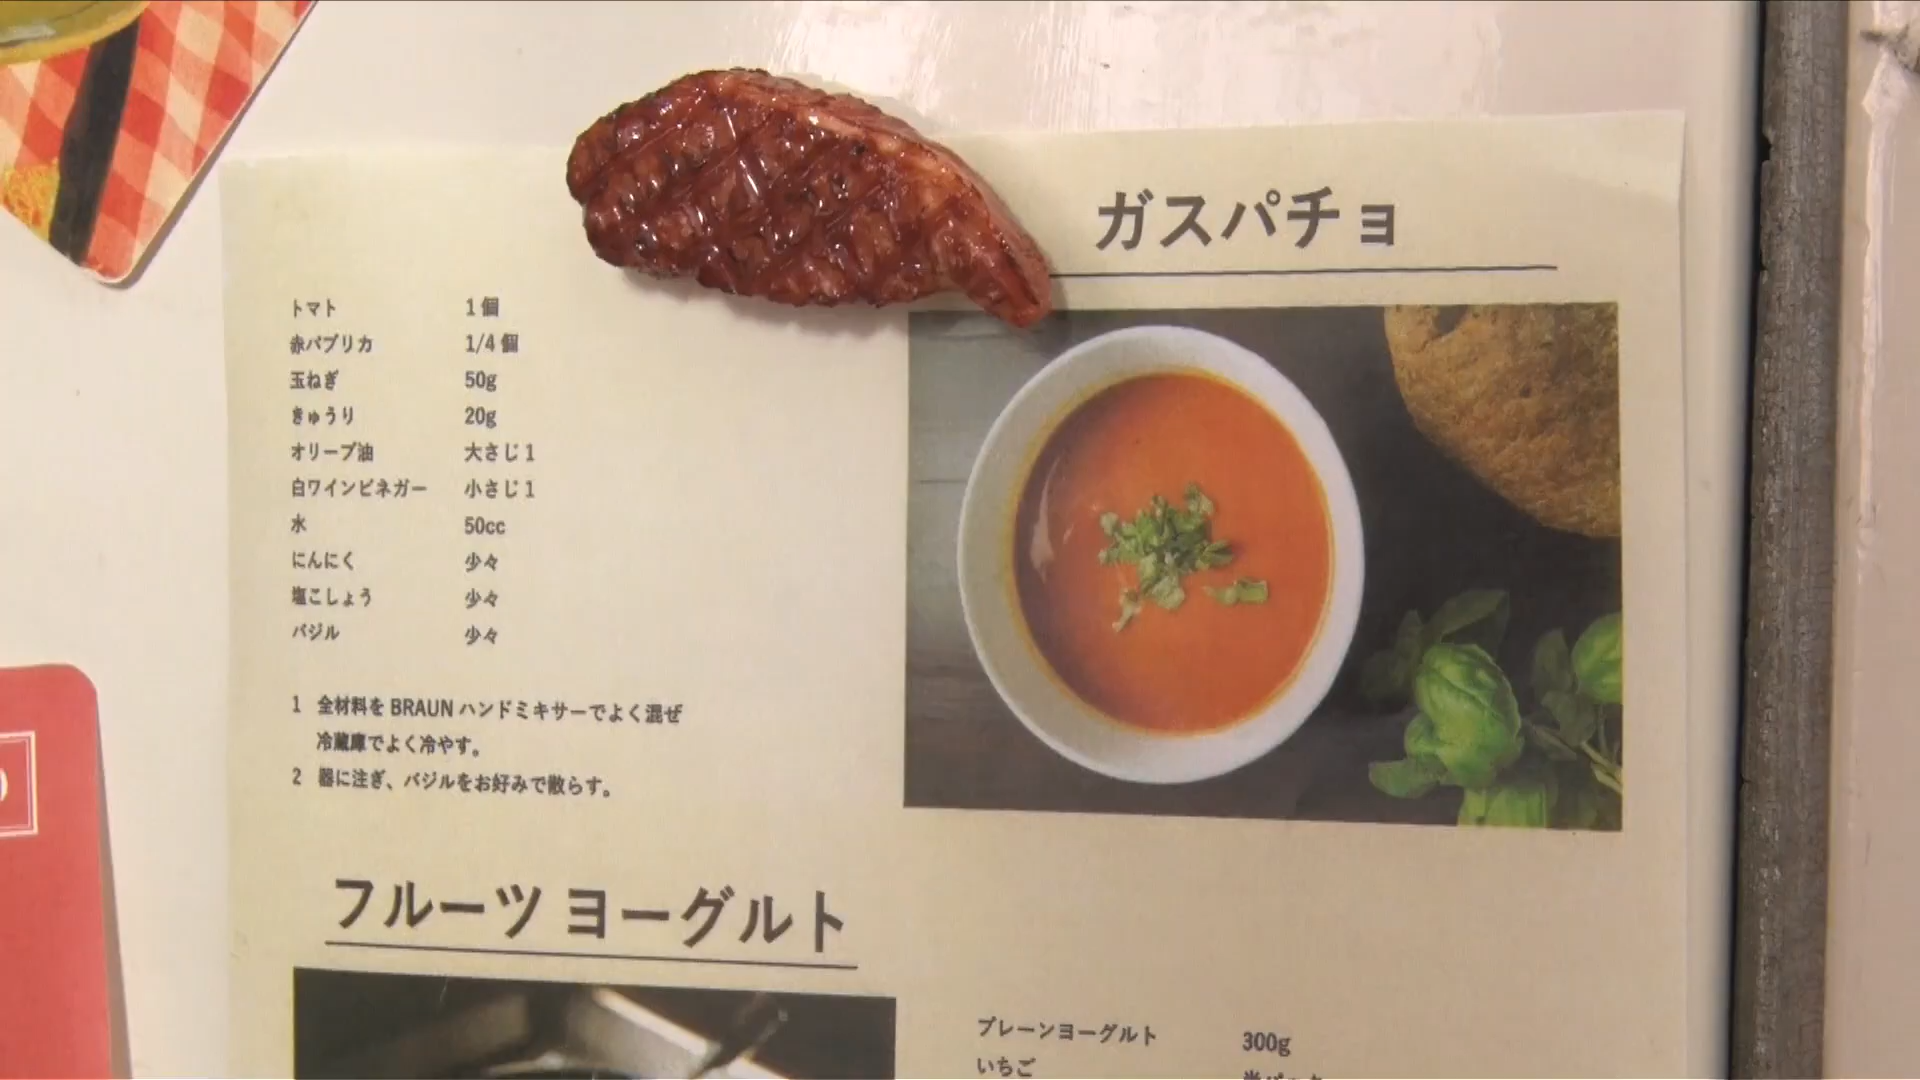 ガスパチョ
トマト 1個
赤パプリカ 1/4個
玉ねぎ 50g
きゅうり 20g
オリーブ油 大さじ1
白ワインビネガー 小さじ1
水 50cc
にんにく 少々
塩こしょう 少々
バジル 少々
1 全材料を BRAUN ハンドミキサーでよく混ぜ
冷蔵庫でよく冷やす。
2 器に注ぎ、バジルをお好みで散らす。
フルーツ ヨーグルト
プレーンヨーグルト 300g
いちご